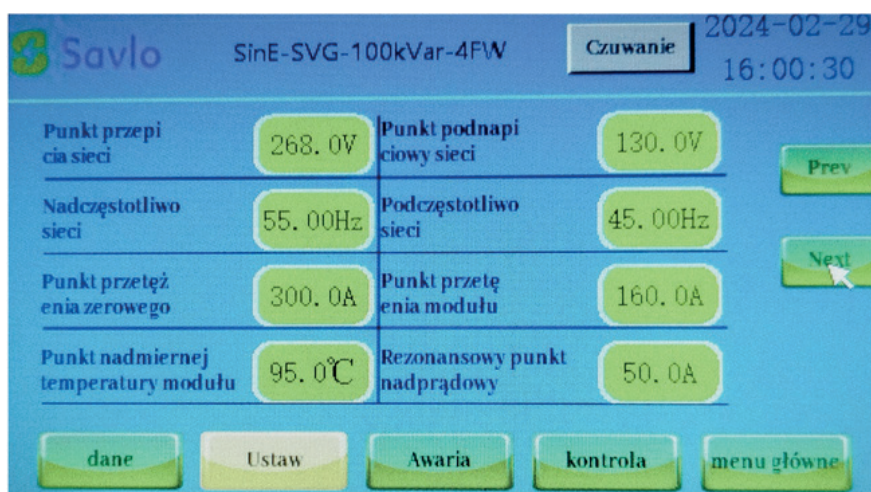 Savlo
SinE-SVG-100kVar-4FW
Czuwanie
2024-02-29
16:00:30
Punkt przepi
cia sieci
268.0V
Punkt podnapi
ciowy sieci
130.0V
Prev
Nadczęstotliwo
sieci
55.00Hz
Podczęstotliwo
sieci
45.00Hz
Next
Punkt przetęż
enia zerowego
300.0A
Punkt przetę
enia modułu
160.0A
Punkt nadmiernej
temperatury modułu
95.0℃
Rezonansowy punkt
nadprądowy
50.0A
dane
Ustaw
Awaria
kontrola
menu główne